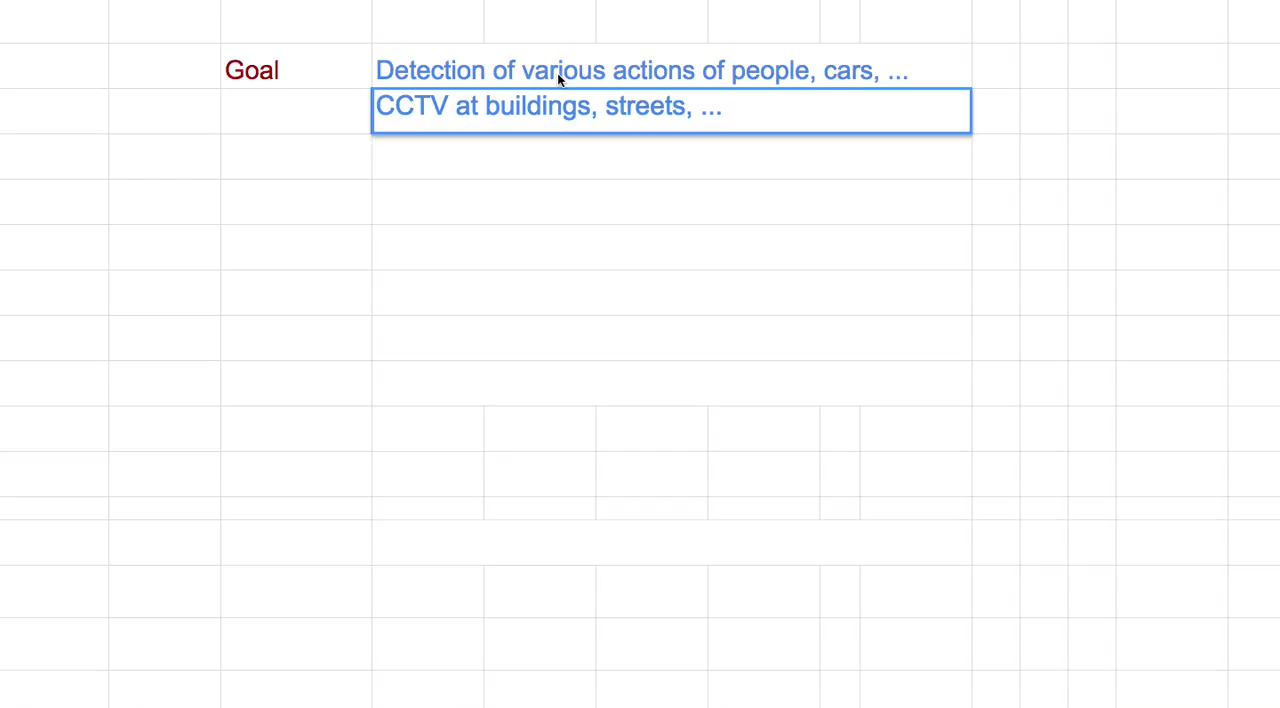 Goal Detection of various actions of people, cars, ...
CCTV at buildings, streets, ...